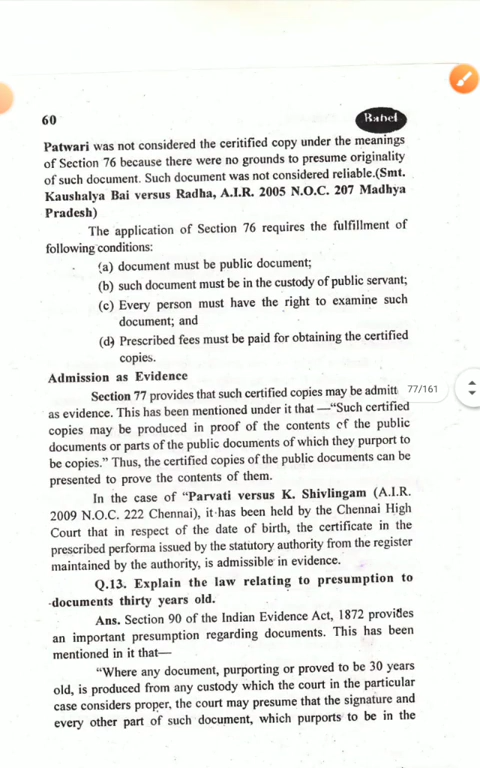 60
Rahel
Patwari was not considered the ceritified copy under the meanings
of Section 76 because there were no grounds to presume originality
of such document. Such document was not considered reliable.(Smt.
Kaushalya Bai versus Radha, A.I.R. 2005 N.O.C. 207 Madhya
Pradesh)
The application of Section 76 requires the fulfillment of
following conditions:
(a) document must be public document;
(b) such document must be in the custody of public servant;
(c) Every person must have the right to examine such
document; and
(d) Prescribed fees must be paid for obtaining the certified
copies.
Admission as Evidence
Section 77 provides that such certified copies may be admitt
77/161
as evidence. This has been mentioned under it that —“Such certified
copies may be produced in proof of the contents of the public
documents or parts of the public documents of which they purport to
be copies.” Thus, the certified copies of the public documents can be
presented to prove the contents of them.
In the case of “Parvati versus K. Shivlingam (A.I.R.
2009 N.O.C. 222 Chennai), it has been held by the Chennai High
Court that in respect of the date of birth, the certificate in the
prescribed performa issued by the statutory authority from the register
maintained by the authority, is admissible in evidence.
Q.13. Explain the law relating to presumption to
documents thirty years old.
Ans. Section 90 of the Indian Evidence Act, 1872 provides
an important presumption regarding documents. This has been
mentioned in it that—
“Where any document, purporting or proved to be 30 years
old, is produced from any custody which the court in the particular
case considers proper, the court may presume that the signature and
every other part of such document, which purports to be in the